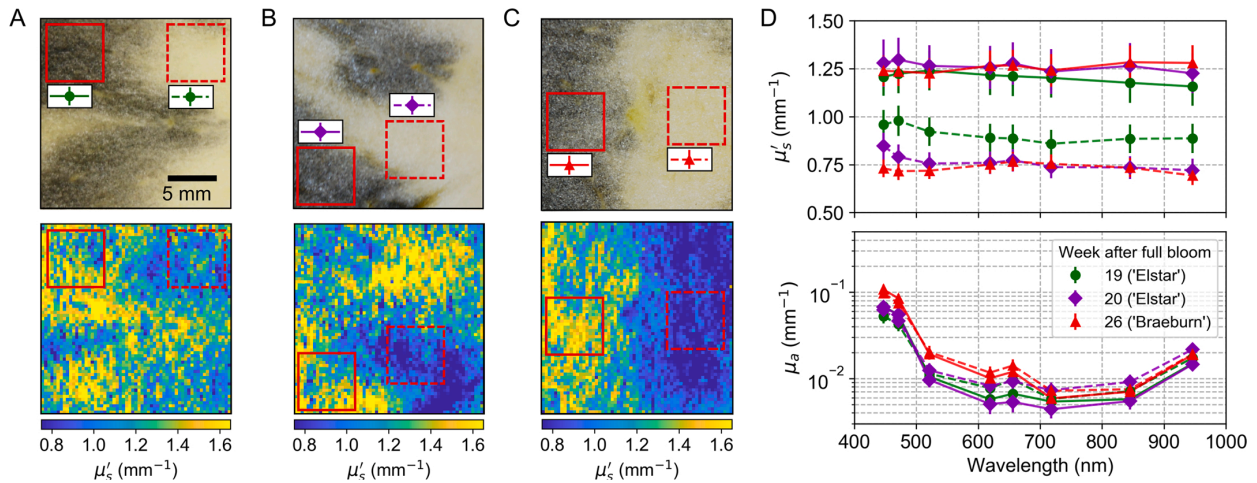 A
B
C
D
5 mm
0.8 1.0 1.2 1.4 1.6
μ′s (mm⁻¹)
0.8 1.0 1.2 1.4 1.6
μ′s (mm⁻¹)
0.8 1.0 1.2 1.4 1.6
μ′s (mm⁻¹)
1.50
1.25
1.00
0.75
0.50
μ′s (mm⁻¹)
Week after full bloom
19 ('Elstar')
20 ('Elstar')
26 ('Braeburn')
10⁻¹
10⁻²
μa (mm⁻¹)
400 500 600 700 800 900 1000
Wavelength (nm)